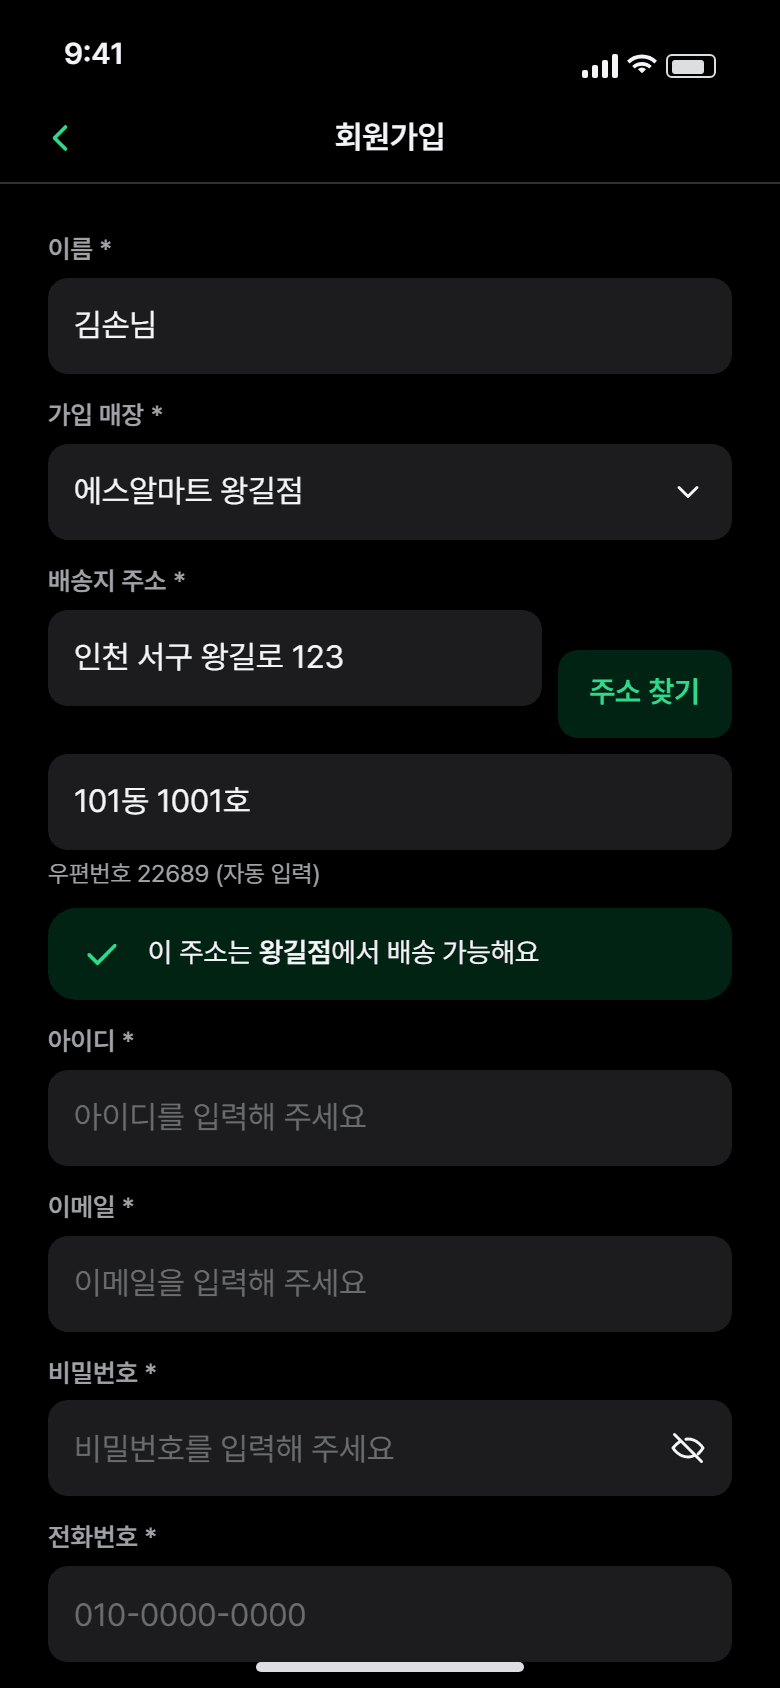 9:41
회원가입
이름 *
김손님
가입 매장 *
에스알마트 왕길점
배송지 주소 *
인천 서구 왕길로 123
주소 찾기
101동 1001호
우편번호 22689 (자동 입력)
이 주소는 왕길점에서 배송 가능해요
아이디 *
아이디를 입력해 주세요
이메일 *
이메일을 입력해 주세요
비밀번호 *
비밀번호를 입력해 주세요
전화번호 *
010-0000-0000